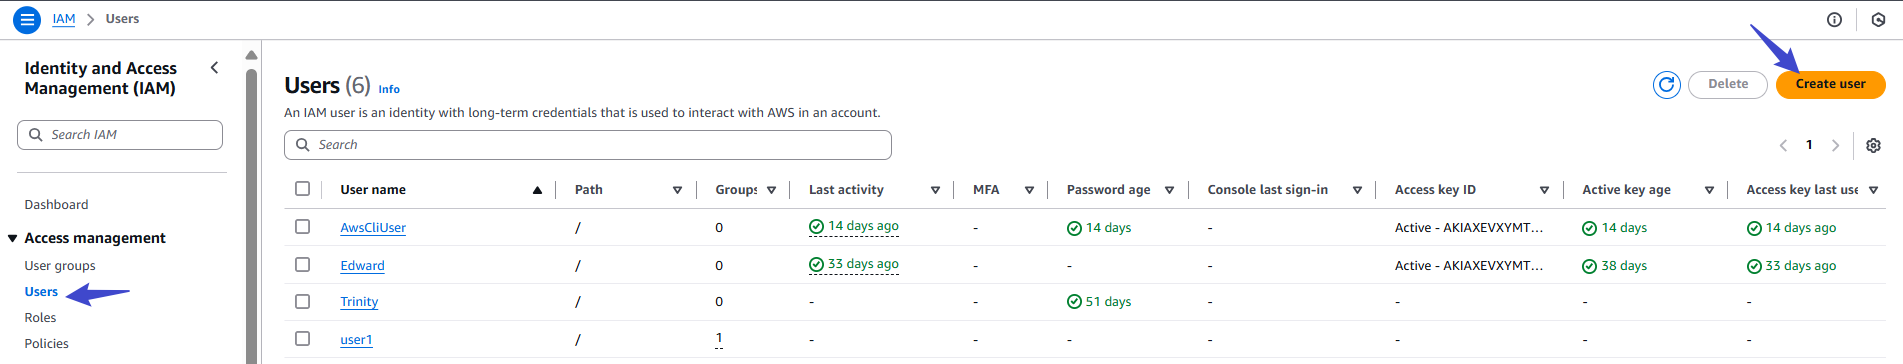 IAM > Users
Identity and Access
Management (IAM)
Search IAM
Dashboard
Access management
User groups
Users
Roles
Policies
Users (6) Info
An IAM user is an identity with long-term credentials that is used to interact with AWS in an account.
Delete
Create user
Search
1
User name Path Groups Last activity MFA Password age Console last sign-in Access key ID Active key age Access key last use
AwsCliUser / 0 14 days ago - 14 days - Active - AKIAXEVXYMT... 14 days 14 days ago
Edward / 0 33 days ago - - - Active - AKIAXEVXYMT... 38 days 33 days ago
Trinity / 0 - - 51 days - - - -
user1 / 1 - - - - - - -